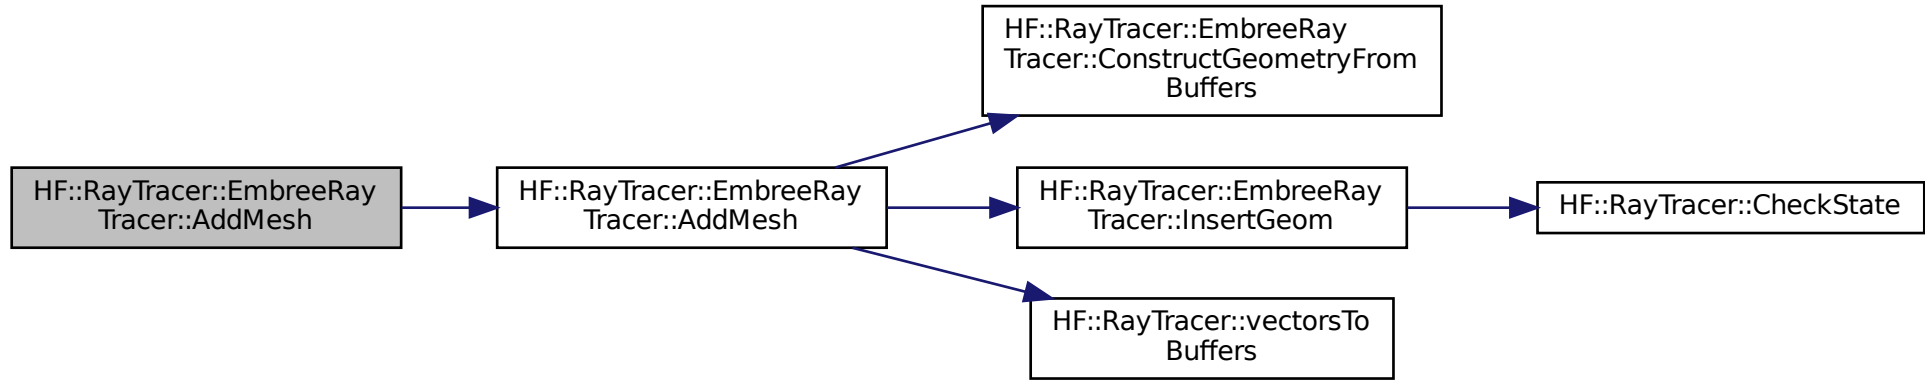 HF::RayTracer::EmbreeRay
Tracer::AddMesh
HF::RayTracer::EmbreeRay
Tracer::AddMesh
HF::RayTracer::EmbreeRay
Tracer::ConstructGeometryFrom
Buffers
HF::RayTracer::EmbreeRay
Tracer::InsertGeom
HF::RayTracer::CheckState
HF::RayTracer::vectorsTo
Buffers